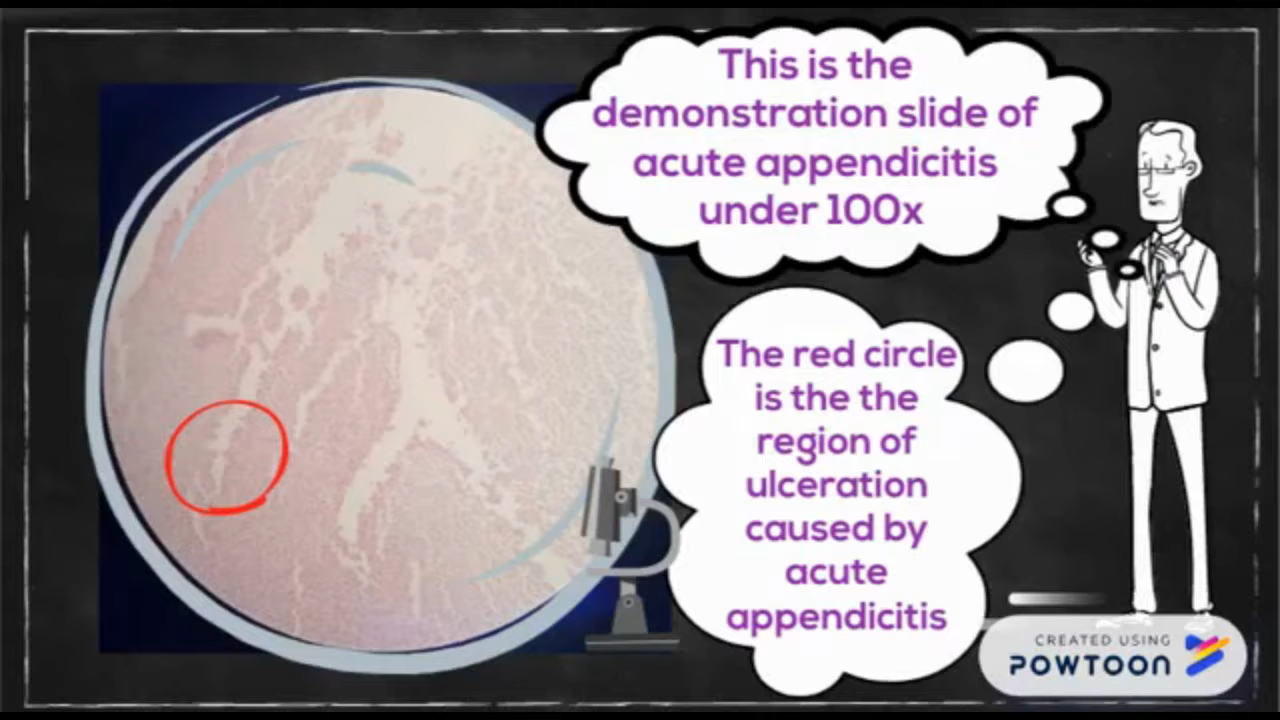 This is the
demonstration slide of
acute appendicitis
under 100x
The red circle
is the the
region of
ulceration
caused by
acute
appendicitis
CREATED USING
POWTOON